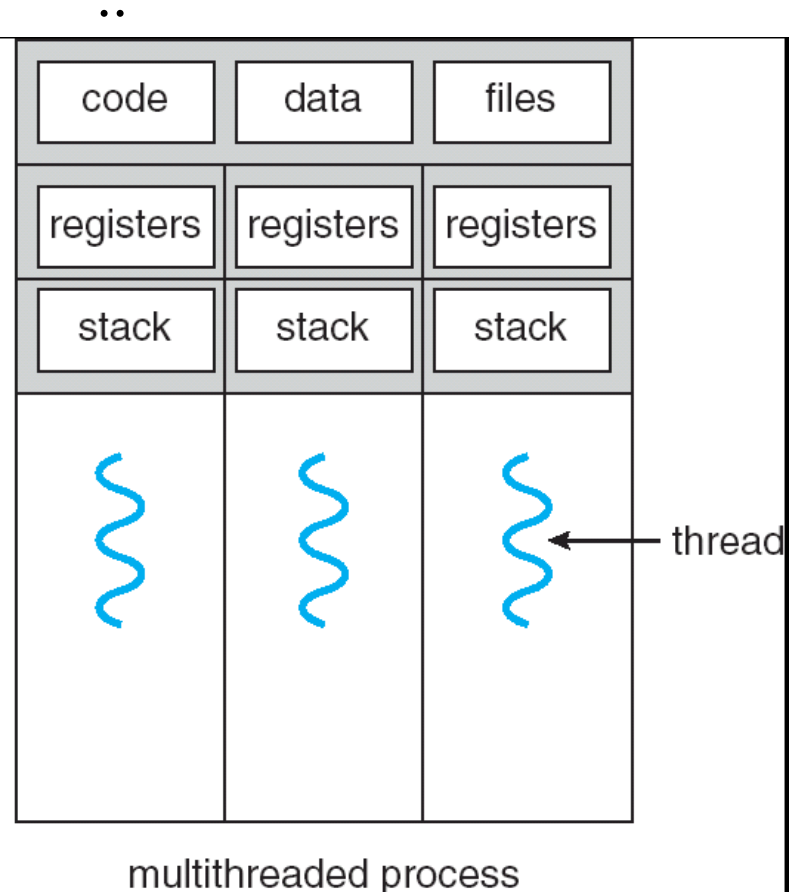 code data files
registers registers registers
stack stack stack
thread
multithreaded process